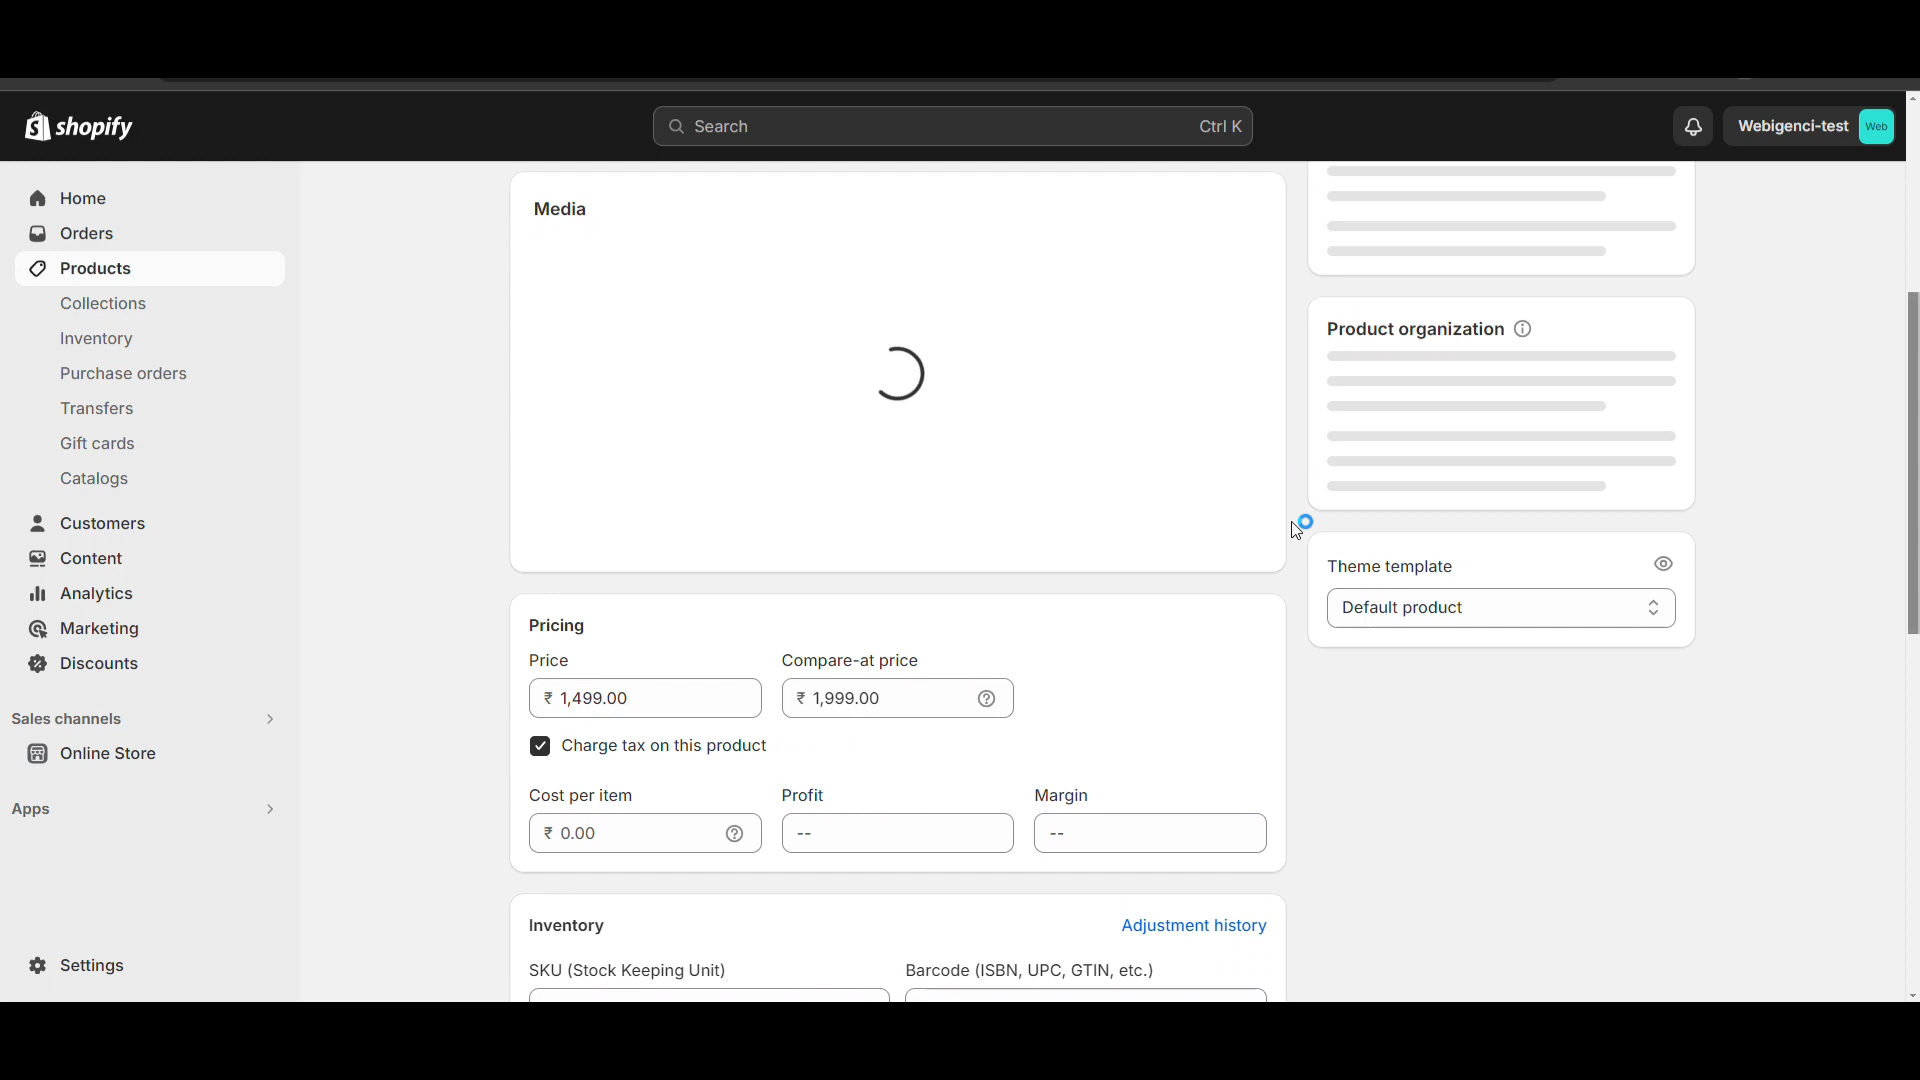 shopify
Search
Ctrl K
Webigenci-test
Web
Home
Orders
Products
Collections
Inventory
Purchase orders
Transfers
Gift cards
Catalogs
Customers
Content
Analytics
Marketing
Discounts
Sales channels
Online Store
Apps
Settings
Media
Pricing
Price
Compare-at price
₹ 1,499.00
₹ 1,999.00
Charge tax on this product
Cost per item
Profit
Margin
₹ 0.00
--
--
Inventory
Adjustment history
SKU (Stock Keeping Unit)
Barcode (ISBN, UPC, GTIN, etc.)
Product organization
Theme template
Default product